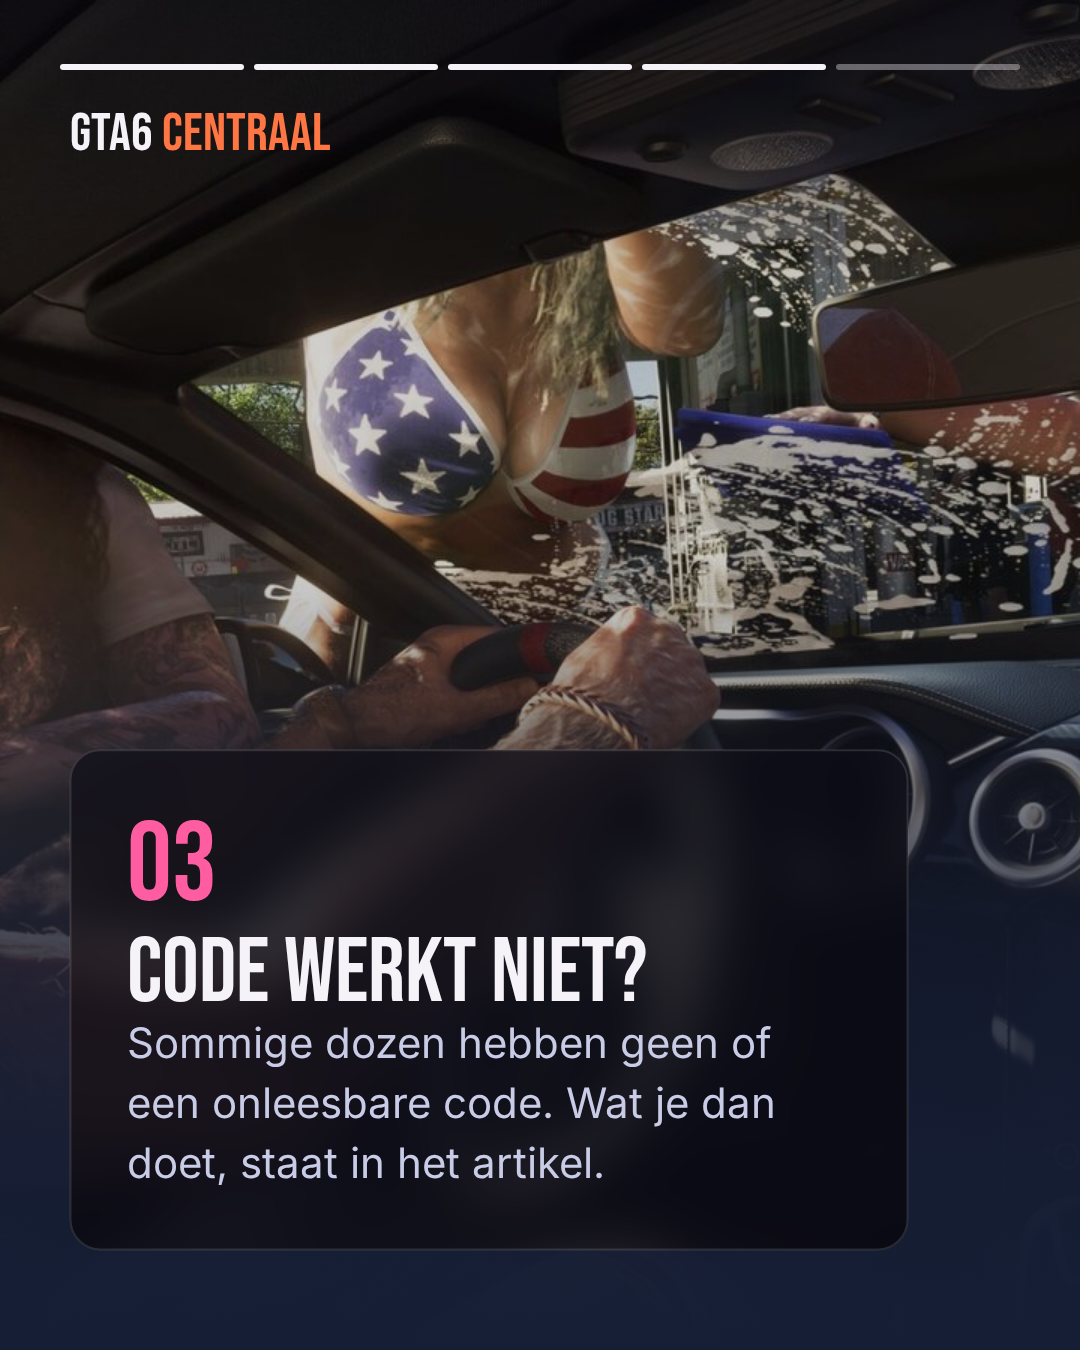 GTA6 CENTRAAL
03
CODE WERKT NIET?
Sommige dozen hebben geen of
een onleesbare code. Wat je dan
doet, staat in het artikel.